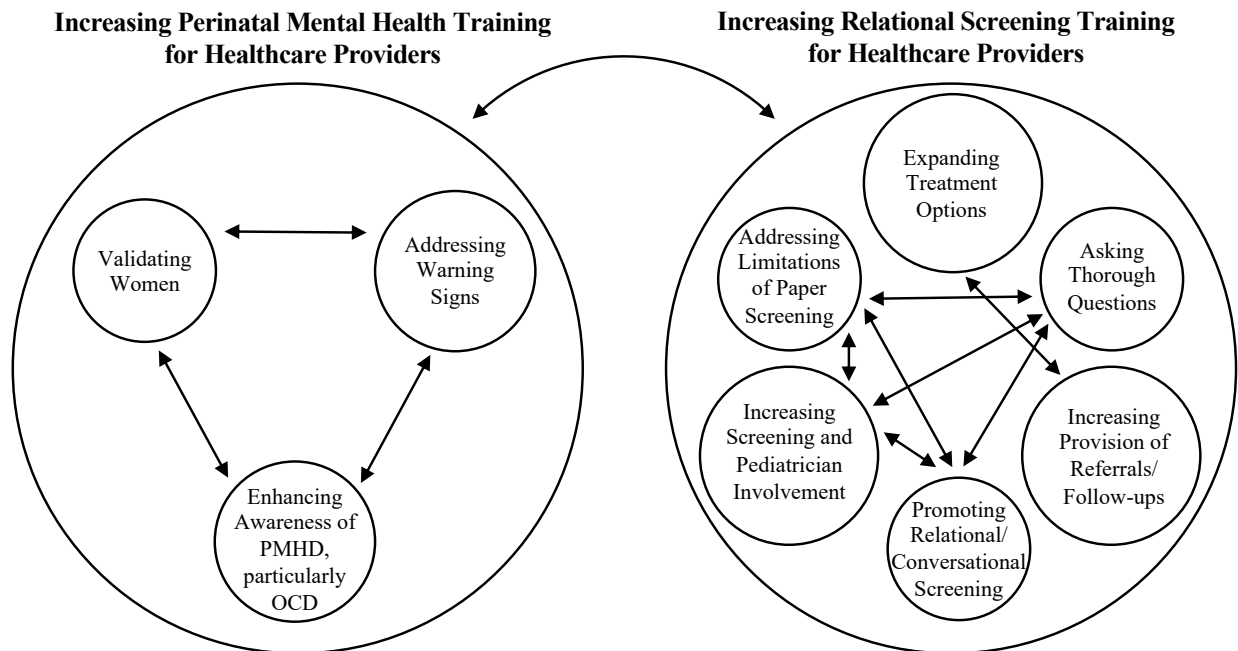 Increasing Perinatal Mental Health Training
for Healthcare Providers
Increasing Relational Screening Training
for Healthcare Providers
Validating
Women
Addressing
Warning
Signs
Enhancing
Awareness of
PMHD,
particularly
OCD
Expanding
Treatment
Options
Addressing
Limitations
of Paper
Screening
Asking
Thorough
Questions
Increasing
Screening and
Pediatrician
Involvement
Increasing
Provision of
Referrals/
Follow-ups
Promoting
Relational/
Conversational
Screening